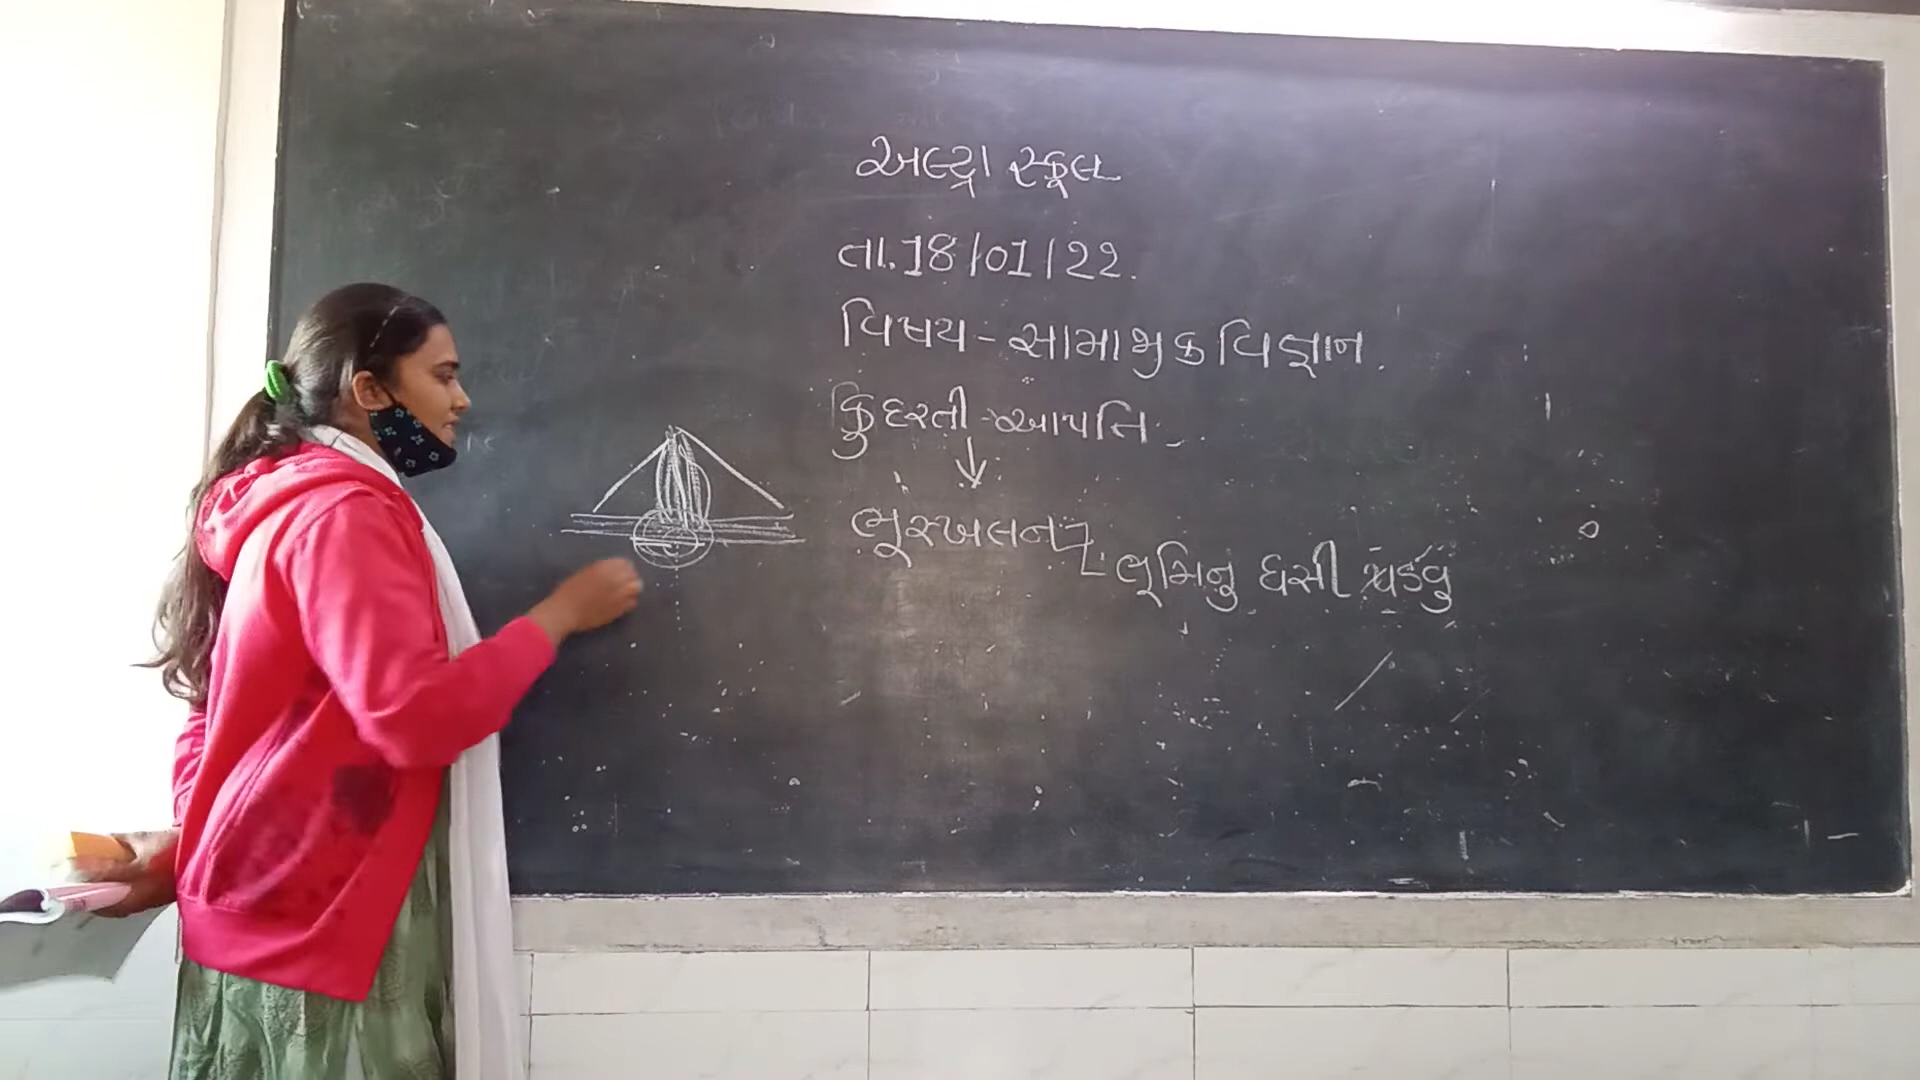 અલ્ટ્રા સ્કૂલ
તા.18/01/22.
વિષય - સામાજીક વિજ્ઞાન.
કુદરતી - આપત્તિ -
↓
ભૂસ્ખલન
ભૂમિનુ ધસી પડવુ